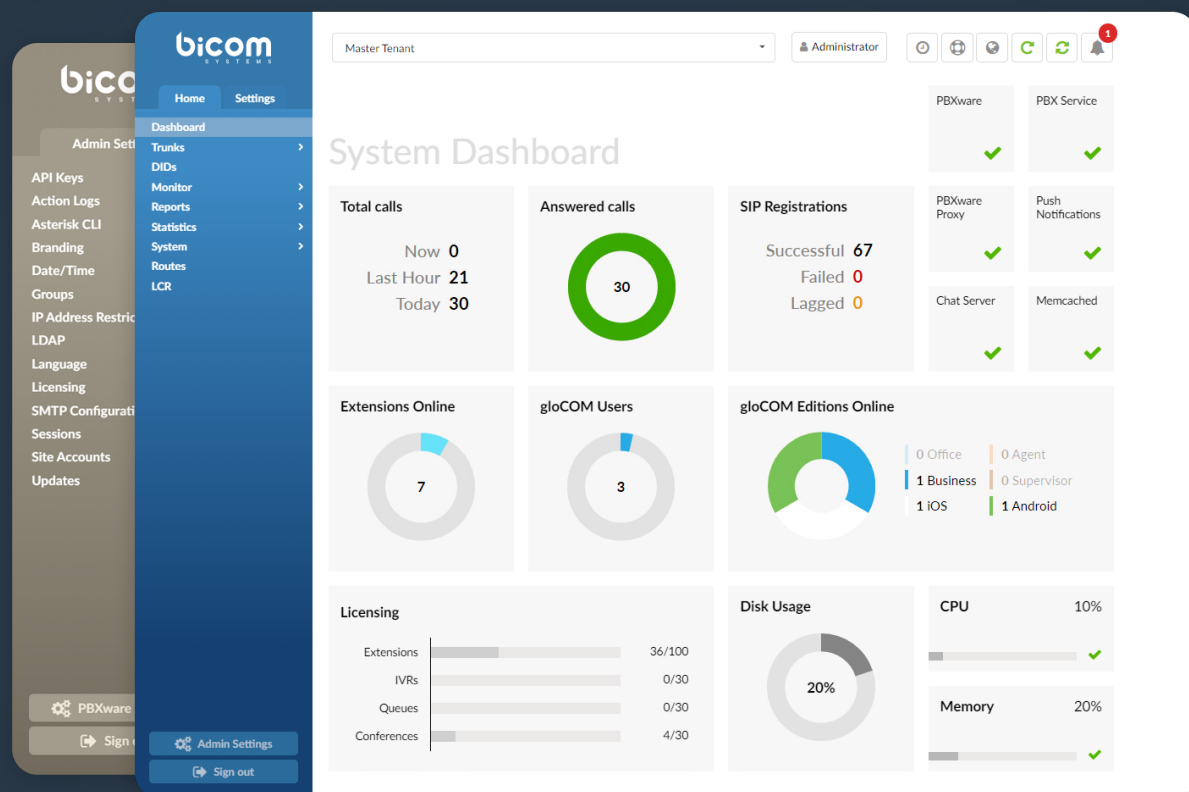 bico
SYST
Admin Sett
API Keys
Action Logs
Asterisk CLI
Branding
Date/Time
Groups
IP Address Restric
LDAP
Language
Licensing
SMTP Configurati
Sessions
Site Accounts
Updates
PBXware
Sign o
bicom
SYSTEMS
Home Settings
Dashboard
Trunks
DIDs
Monitor
Reports
Statistics
System
Routes
LCR
Admin Settings
Sign out
Master Tenant
Administrator
1
System Dashboard
PBXware
PBX Service
Total calls
Now 0
Last Hour 21
Today 30
Answered calls
30
SIP Registrations
Successful 67
Failed 0
Lagged 0
PBXware
Proxy
Push
Notifications
Chat Server
Memcached
Extensions Online
7
gloCOM Users
3
gloCOM Editions Online
0 Office 0 Agent
1 Business 0 Supervisor
1 iOS 1 Android
Licensing
Extensions 36/100
IVRs 0/30
Queues 0/30
Conferences 4/30
Disk Usage
20%
CPU 10%
Memory 20%